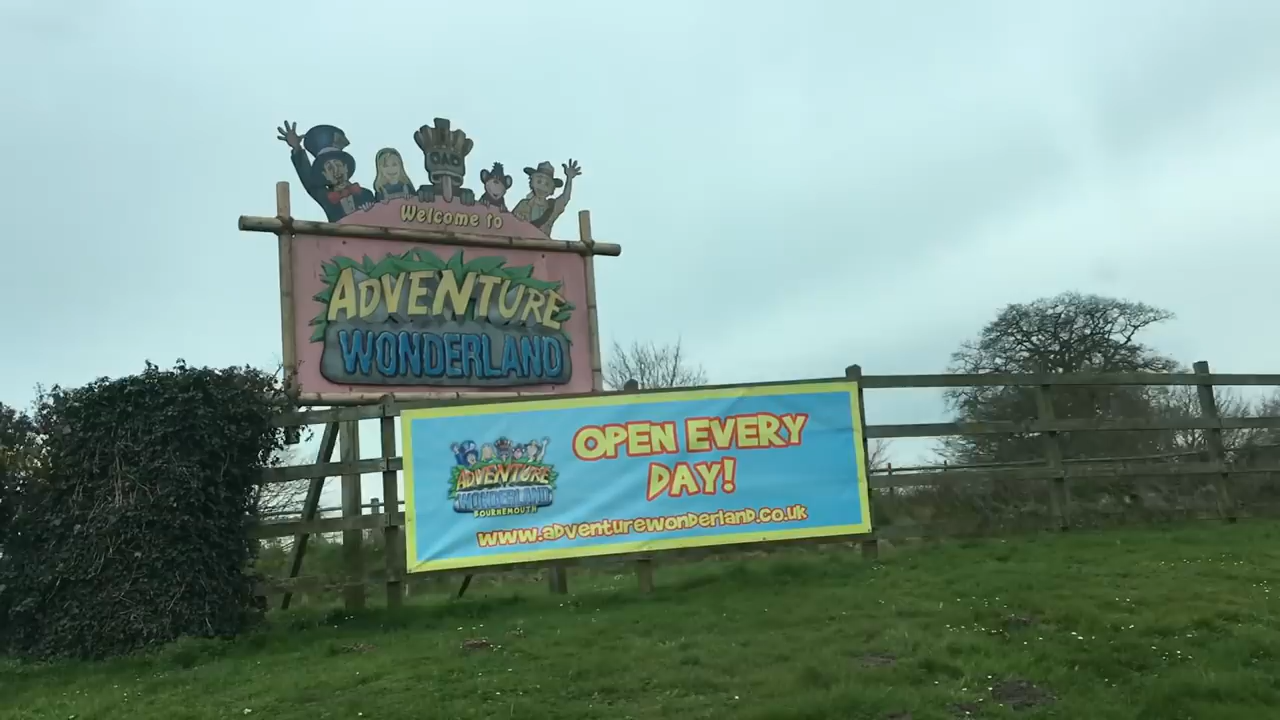 Welcome to
ADVENTURE
WONDERLAND
ADVENTURE
WONDERLAND
BOURNEMOUTH
OPEN EVERY
DAY!
www.adventurewonderland.co.uk